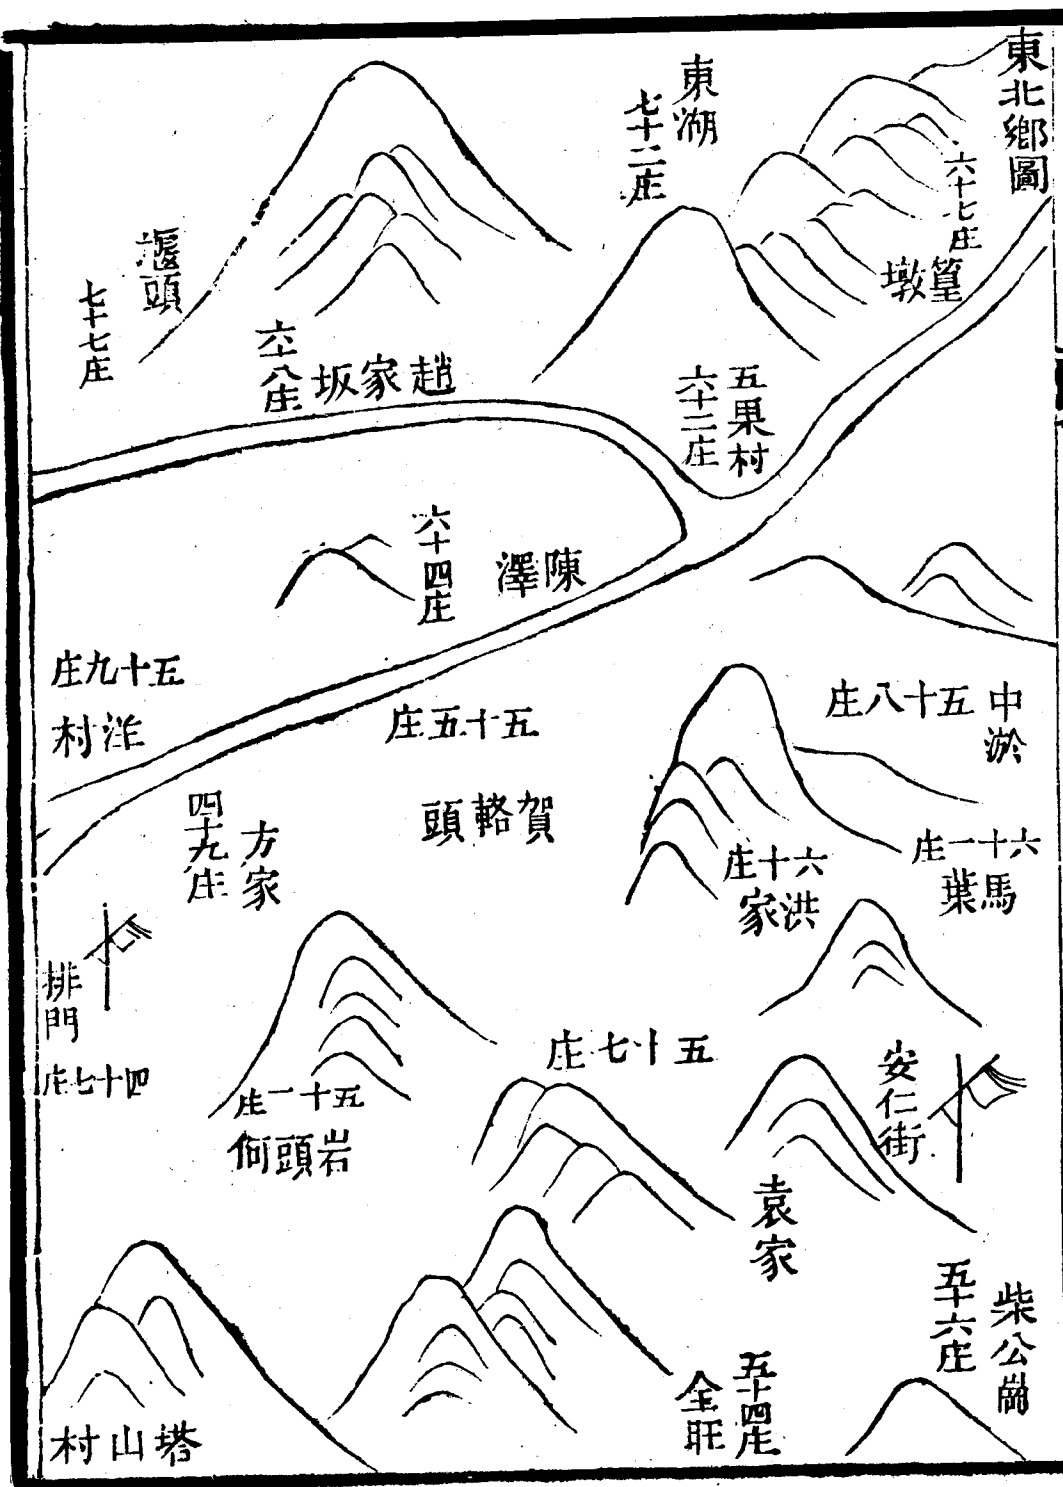 東北鄉圖
六十七庄
篁墩
東湖
七十二庄
五果村
六十二庄
趙家坂
六十八庄
堰頭
七十七庄
陳澤
六十四庄
五十九庄
洋村
中淤
五十八庄
六十一庄
馬葉
六十庄
洪家
五十五庄
賀輅頭
方家
四十九庄
排門
四十七庄
五十一庄
岩頭何
五十七庄
安仁街
袁家
柴公崗
五十六庄
五十四庄
全旺
塔山村